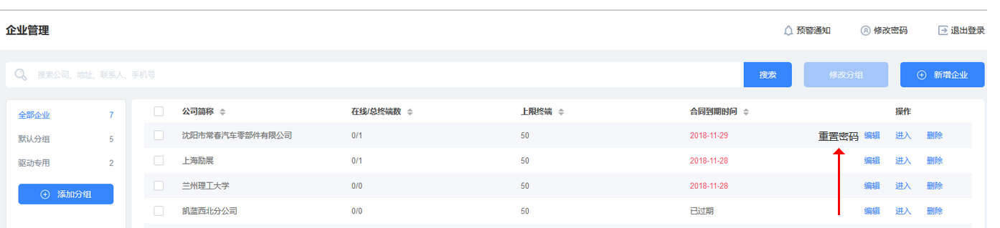 企业管理
预警通知 修改密码 退出登录
搜索公司、地址、联系人、手机号 搜索 修改分组 新增企业
全部企业 7
默认分组 5
驱动专用 2
添加分组
公司简称 在线/总终端数 上限终端 合同到期时间 操作
沈阳市常春汽车零部件有限公司 0/1 50 2018-11-29 重置密码 编辑 进入 删除
上海励展 0/1 50 2018-11-28 编辑 进入 删除
兰州理工大学 0/0 50 2018-11-28 编辑 进入 删除
凯蓝西北分公司 0/0 50 已过期 编辑 进入 删除